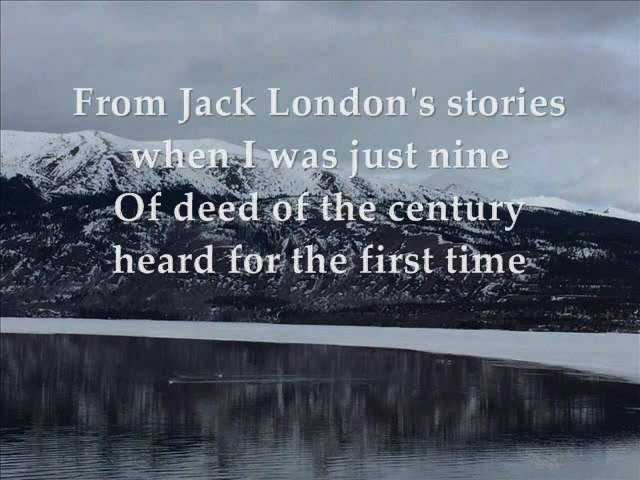 From Jack London's stories
when I was just nine
Of deed of the century
heard for the first time